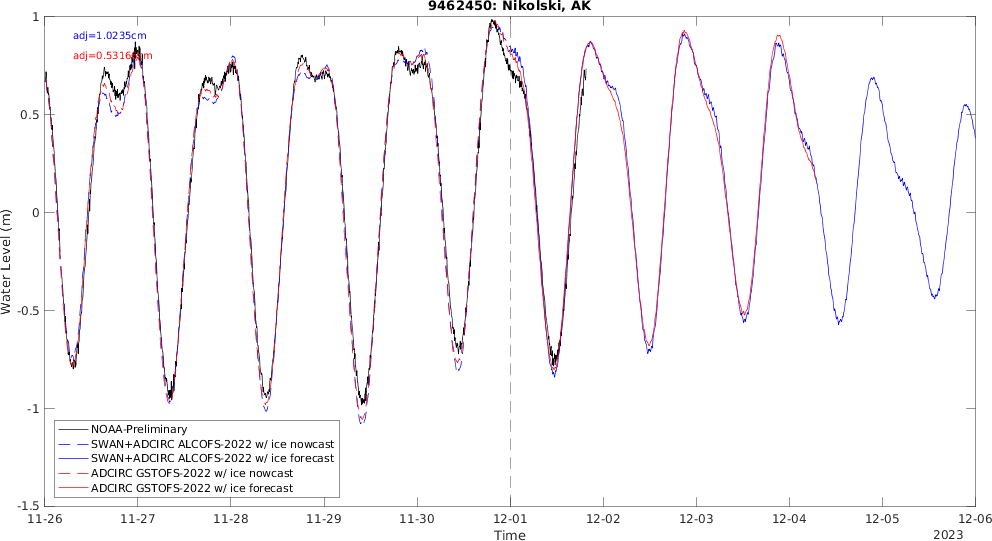 9462450: Nikolski, AK
adj=1.0235cm
adj=0.5316cm
1
0.5
0
-0.5
-1
-1.5
Water Level (m)
NOAA-Preliminary
SWAN+ADCIRC ALCOFS-2022 w/ ice nowcast
SWAN+ADCIRC ALCOFS-2022 w/ ice forecast
ADCIRC GSTOFS-2022 w/ ice nowcast
ADCIRC GSTOFS-2022 w/ ice forecast
11-26 11-27 11-28 11-29 11-30 12-01 12-02 12-03 12-04 12-05 12-06
Time
2023